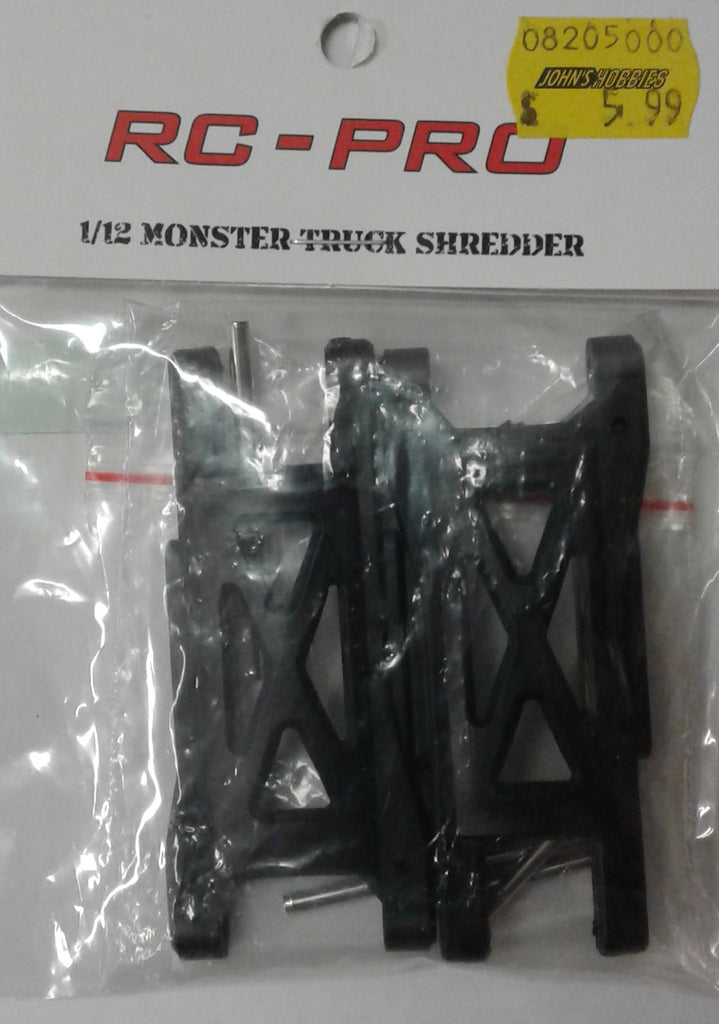 08205000
JOHN'S HOBBIES
$ 5.99
RC-PRO
1/12 MONSTER TRUCK SHREDDER